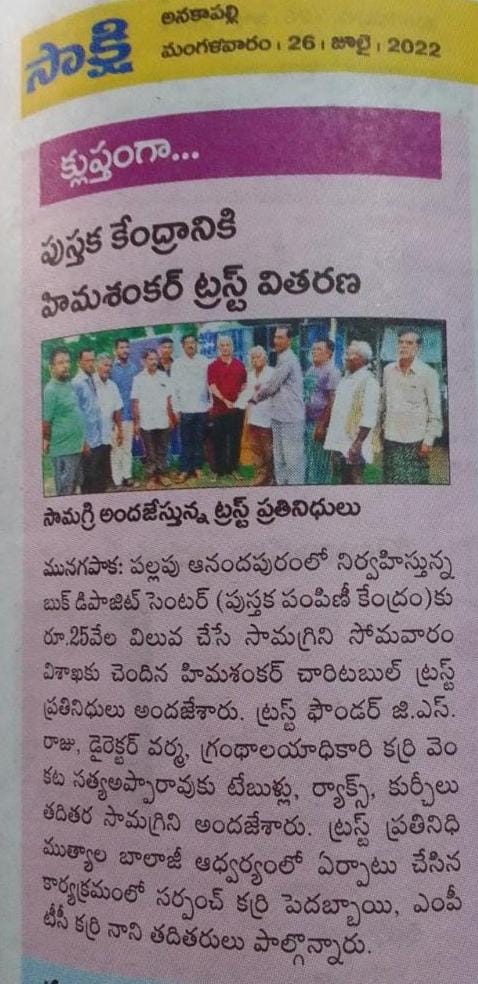 సాక్షి
అనకాపల్లి
మంగళవారం। 26। జూలై। 2022
క్లుప్తంగా...
పుస్తక కేంద్రానికి
హిమశంకర్ ట్రస్ట్ వితరణ
సామగ్రి అందజేస్తున్న ట్రస్ట్ ప్రతినిధులు
మునగపాక: పల్లపు ఆనందపురంలో నిర్వహిస్తున్న
బుక్ డిపాజిట్ సెంటర్ (పుస్తక పంపిణీ కేంద్రం)కు
రూ.25వేల విలువ చేసే సామగ్రిని సోమవారం
విశాఖకు చెందిన హిమశంకర్ చారిటబుల్ ట్రస్ట్
ప్రతినిధులు అందజేశారు. ట్రస్ట్ ఫౌండర్ జి.ఎస్.
రాజు, డైరెక్టర్ వర్మ, గ్రంథాలయాధికారి కర్రి వెం
కట సత్యఅప్పారావుకు టేబుళ్లు, ర్యాక్స్, కుర్చీలు
తదితర సామగ్రిని అందజేశారు. ట్రస్ట్ ప్రతినిధి
ముత్యాల బాలాజీ ఆధ్వర్యంలో ఏర్పాటు చేసిన
కార్యక్రమంలో సర్పంచ్ కర్రి పెదబ్బాయి, ఎంపీ
టీసీ కర్రి నాని తదితరులు పాల్గొన్నారు.